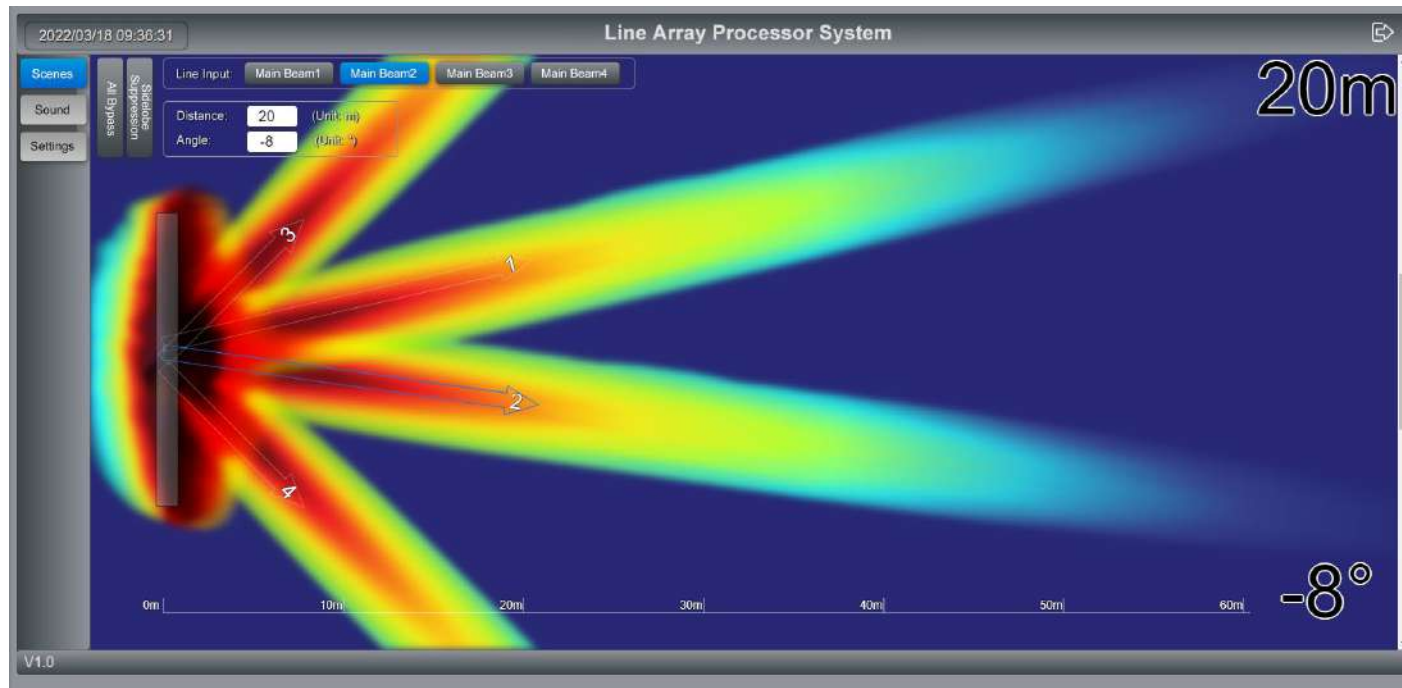 2022/03/18 09:36:31
Line Array Processor System
Scenes
Sound
Settings
All Bypass
Sidelobe
Suppression
Line Input: Main Beam1 Main Beam2 Main Beam3 Main Beam4
Distance: 20 (Unit: m)
Angle: -8 (Unit: °)
20m
3
1
2
4
-8°
0m 10m 20m 30m 40m 50m 60m
V1.0